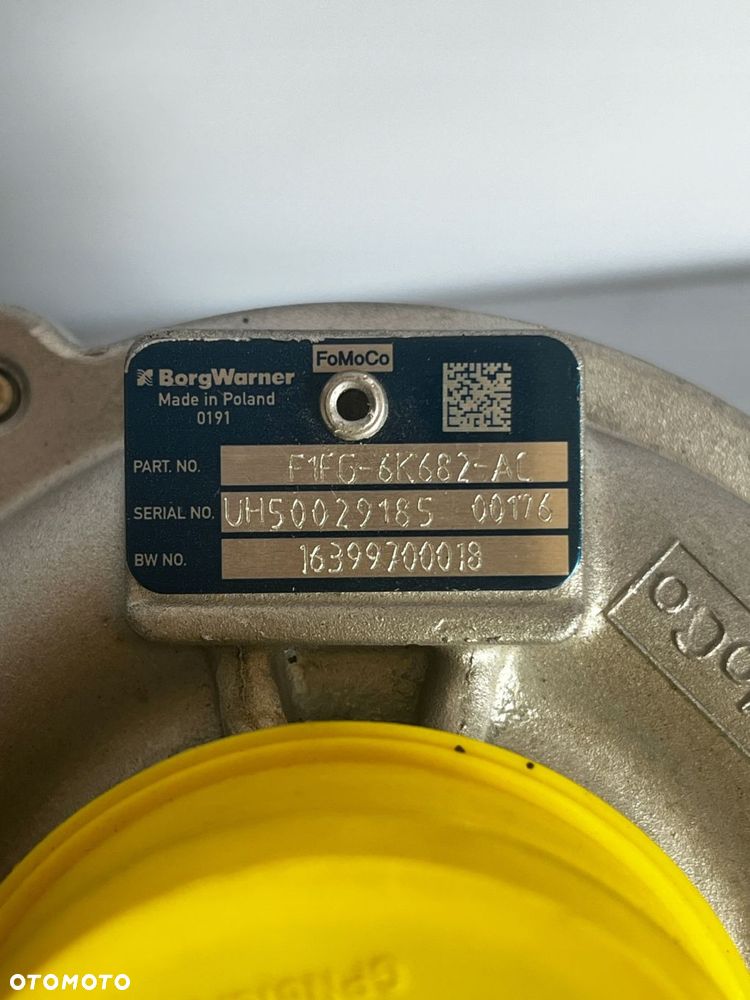 FoMoCo
BorgWarner
Made in Poland
0191
PART. NO. F1FG-6K682-AC
SERIAL NO. UH50029185 00176
BW NO. 16399700018
OTOMOTO